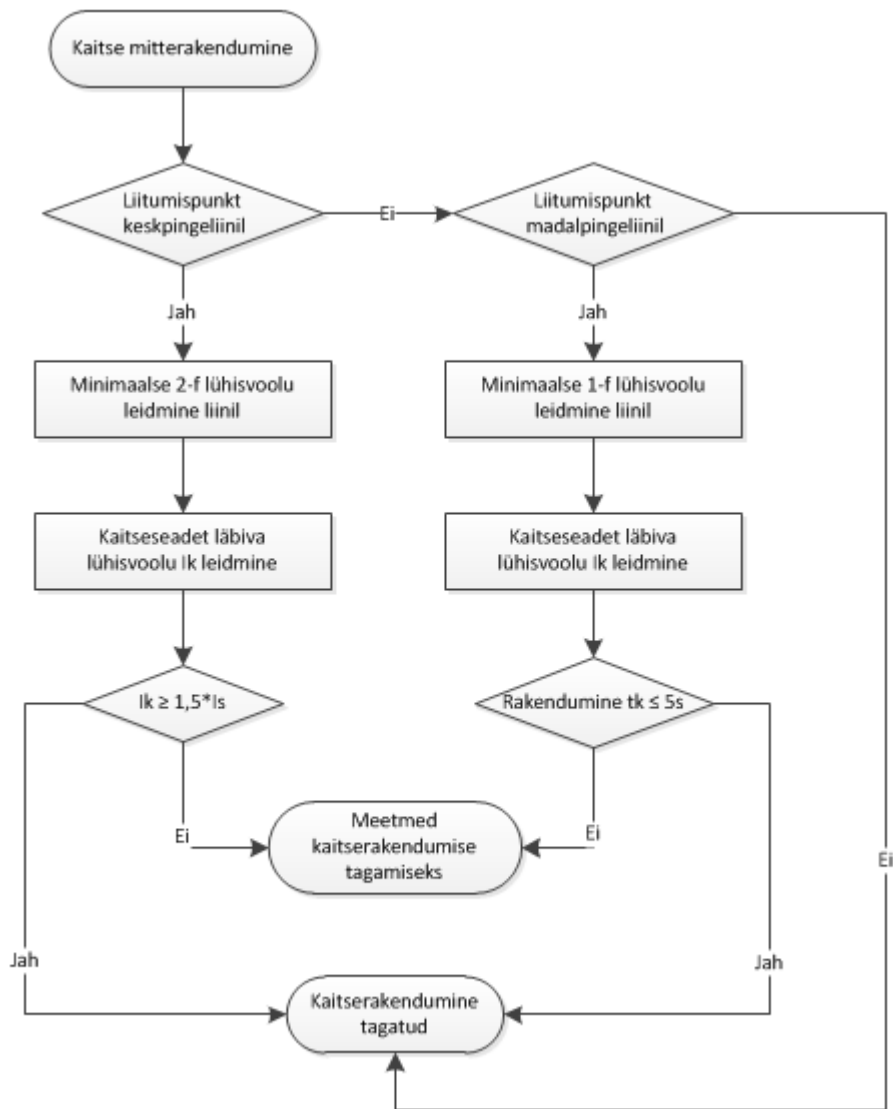 Kaitse mitterakendumine
Liitumispunkt
keskpingeliinil
Ei
Liitumispunkt
madalpingeliinil
Jah
Jah
Minimaalse 2-f lühisvoolu
leidmine liinil
Minimaalse 1-f lühisvoolu
leidmine liinil
Kaitseseadet läbiva
lühisvoolu Ik leidmine
Kaitseseadet läbiva
lühisvoolu Ik leidmine
Ik ≥ 1,5*Is
Rakendumine tk ≤ 5s
Ei
Meetmed
kaitserakendumise
tagamiseks
Ei
Ei
Jah
Jah
Kaitserakendumine
tagatud